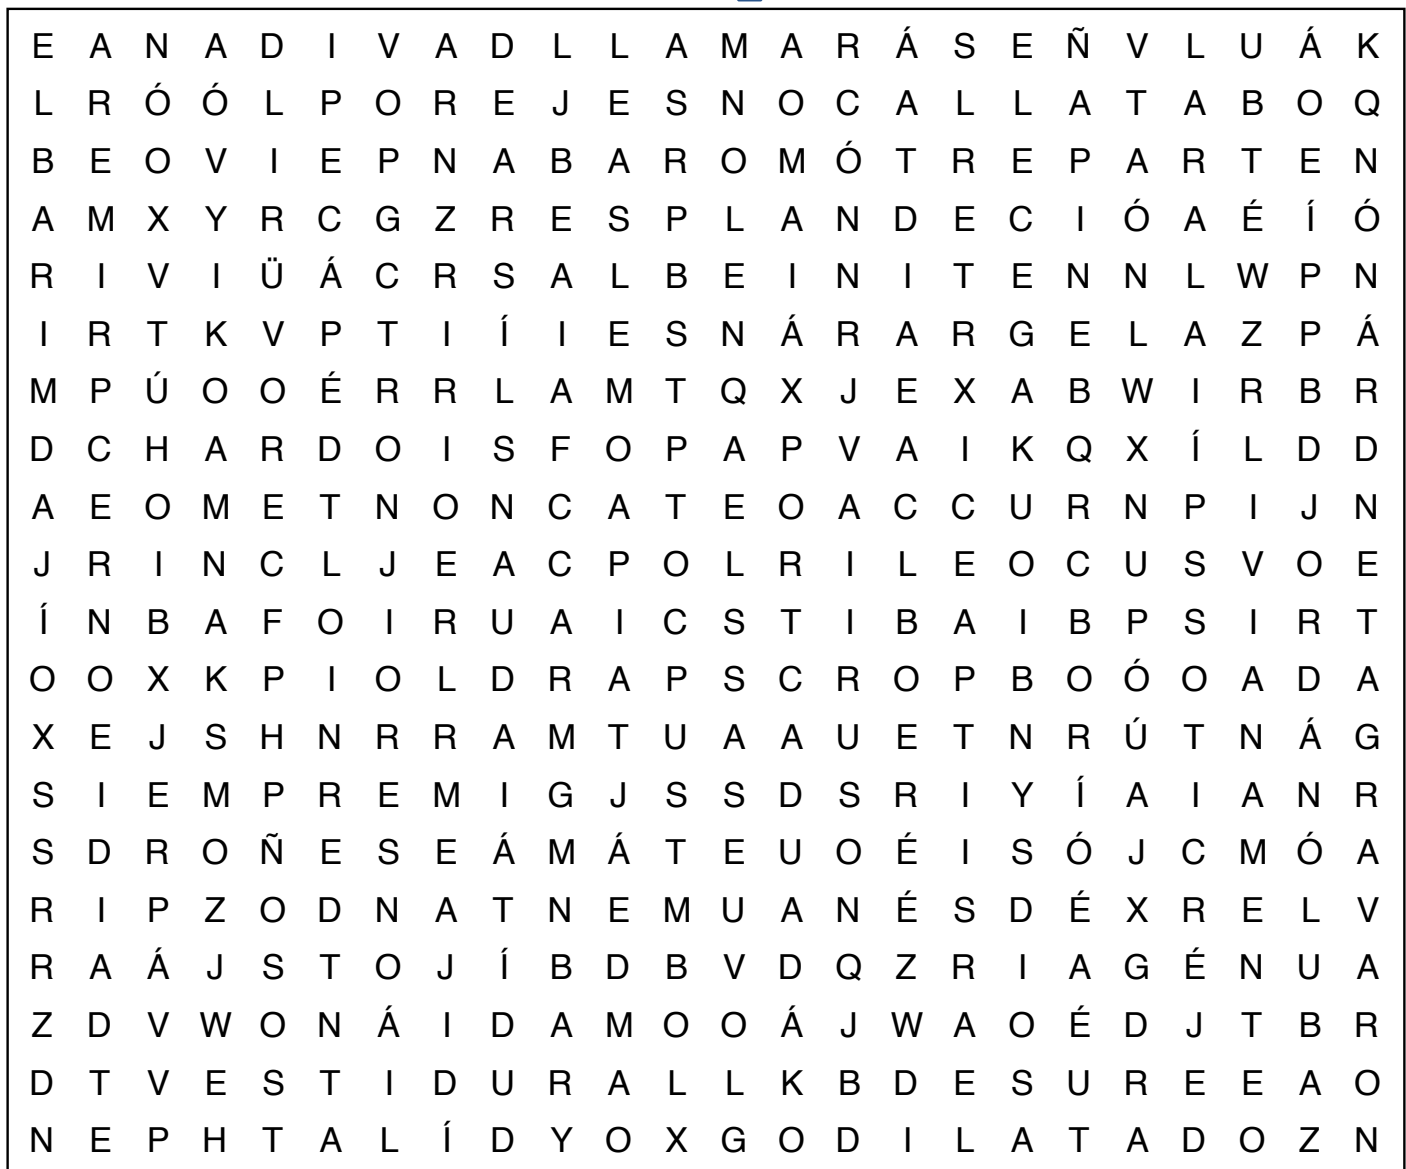 E A N A D I V A D L L A M A R Á S E Ñ V L U Á K
L R Ó Ó L P O R E J E S N O C A L L A T A B O Q
B E O V I E P N A B A R O M Ó T R E P A R T E N
A M X Y R C G Z R E S P L A N D E C I Ó A É Í Ó
R I V I Ü Á C R S A L B E I N I T E N N L W P N
I R T K V P T I Í I E S N Á R A R G E L A Z P Á
M P Ú O O É R R L A M T Q X J E X A B W I R B R
D C H A R D O I S F O P A P V A I K Q X Í L D D
A E O M E T N O N C A T E O A C C U R N P I J N
J R I N C L J E A C P O L R I L E O C U S V O E
Í N B A F O I R U A I C S T I B A I B P S I R T
O O X K P I O L D R A P S C R O P B O Ó O A D A
X E J S H N R R A M T U A A U E T N R Ú T N Á G
S I E M P R E M I G J S S D S R I Y Í A I A N R
S D R O Ñ E S E Á M Á T E U O É I S Ó J C M Ó A
R I P Z O D N A T N E M U A N É S D É X R E L V
R A Á J S T O J Í B D B V D Q Z R I A G É N U A
Z D V W O N Á I D A M O O Á J W A O É D J T B R
D T V E S T I D U R A L L K B D E S U R E E A O
N E P H T A L Í D Y O X G O D I L A T A D O Z N